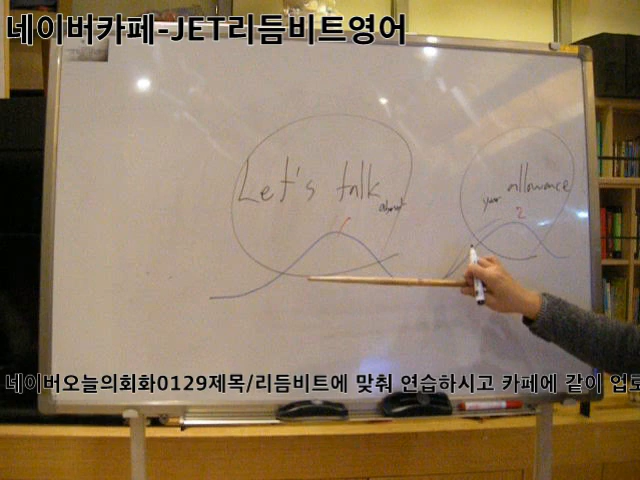 네이버카페-JET리듬비트영어
Let's talk about your allowance
2
네이버오늘의회화0129제목/리듬비트에 맞춰 연습하시고 카페에 같이 업로